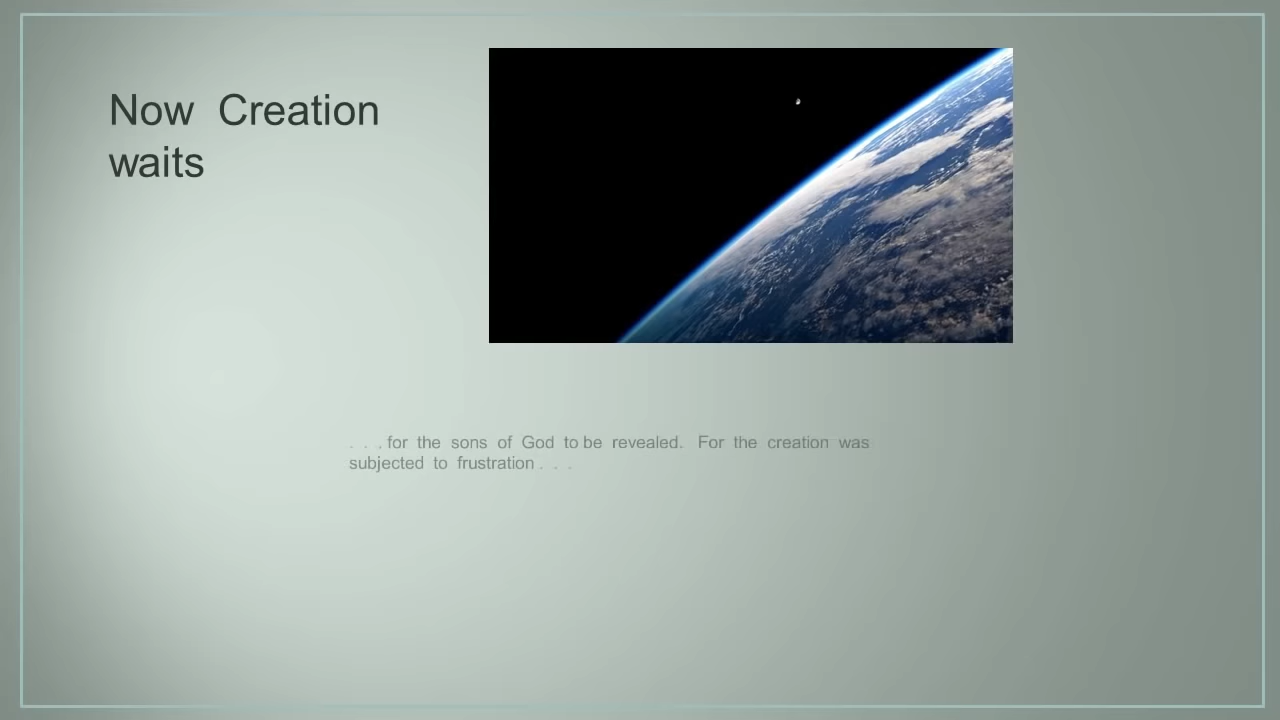 Now Creation
waits
. . . for the sons of God to be revealed. For the creation was
subjected to frustration . . .